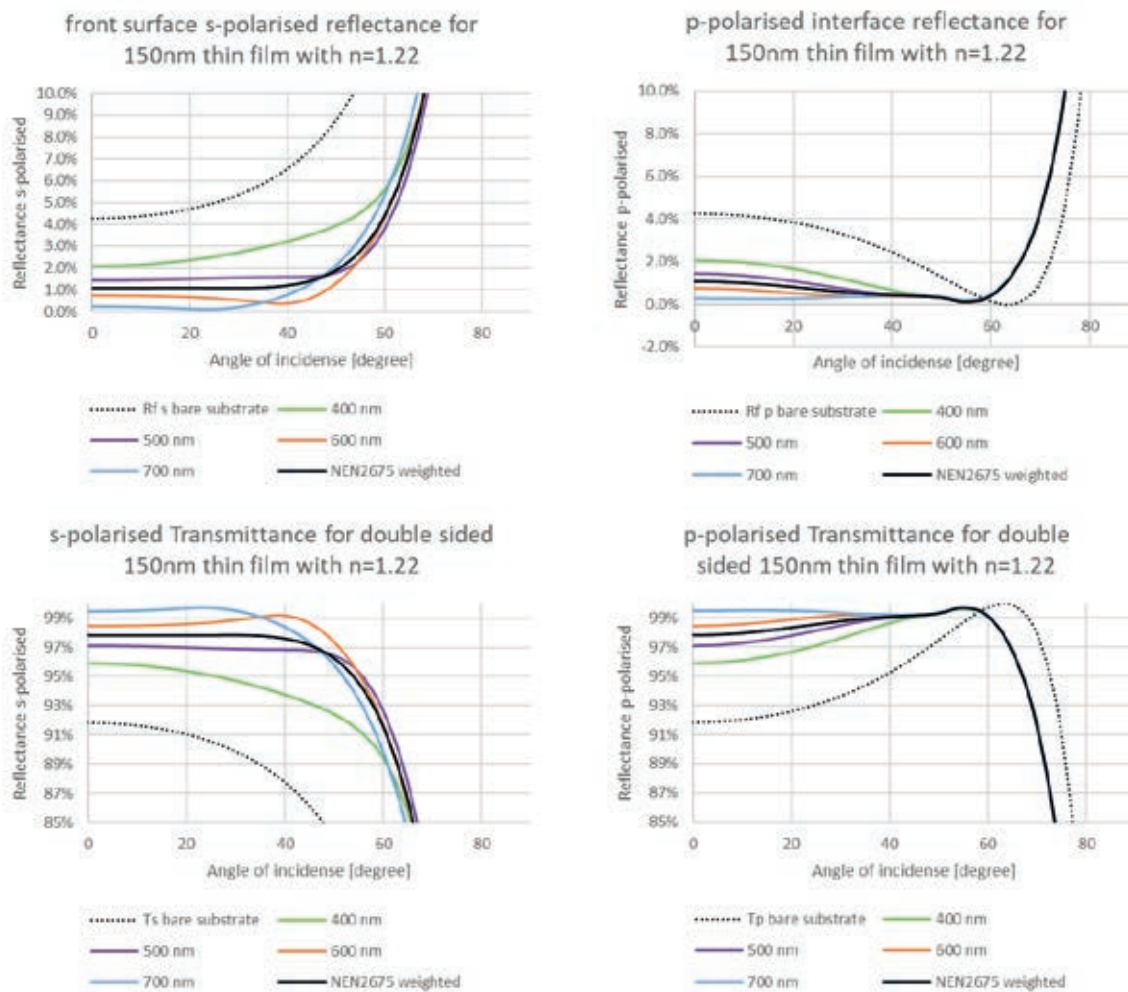 front surface s-polarised reflectance for
150nm thin film with n=1.22
10.0%
9.0%
8.0%
7.0%
6.0%
5.0%
4.0%
3.0%
2.0%
1.0%
0.0%
Reflectance s-polarised
0 20 40 60 80
Angle of incidense [degree]
Rf s bare substrate 400 nm
500 nm 600 nm
700 nm NEN2675 weighted
p-polarised interface reflectance for
150nm thin film with n=1.22
10.0%
8.0%
6.0%
4.0%
2.0%
0.0%
-2.0%
Reflectance p-polarised
0 20 40 60 80
Angle of incidense [degree]
Rf p bare substrate 400 nm
500 nm 600 nm
700 nm NEN2675 weighted
s-polarised Transmittance for double sided
150nm thin film with n=1.22
99%
97%
95%
93%
91%
89%
87%
85%
Reflectance s-polarised
0 20 40 60 80
Angle of incidense [degree]
Ts bare substrate 400 nm
500 nm 600 nm
700 nm NEN2675 weighted
p-polarised Transmittance for double
sided 150nm thin film with n=1.22
99%
97%
95%
93%
91%
89%
87%
85%
Reflectance p-polarised
0 20 40 60 80
Angle of incidense [degree]
Tp bare substrate 400 nm
500 nm 600 nm
700 nm NEN2675 weighted